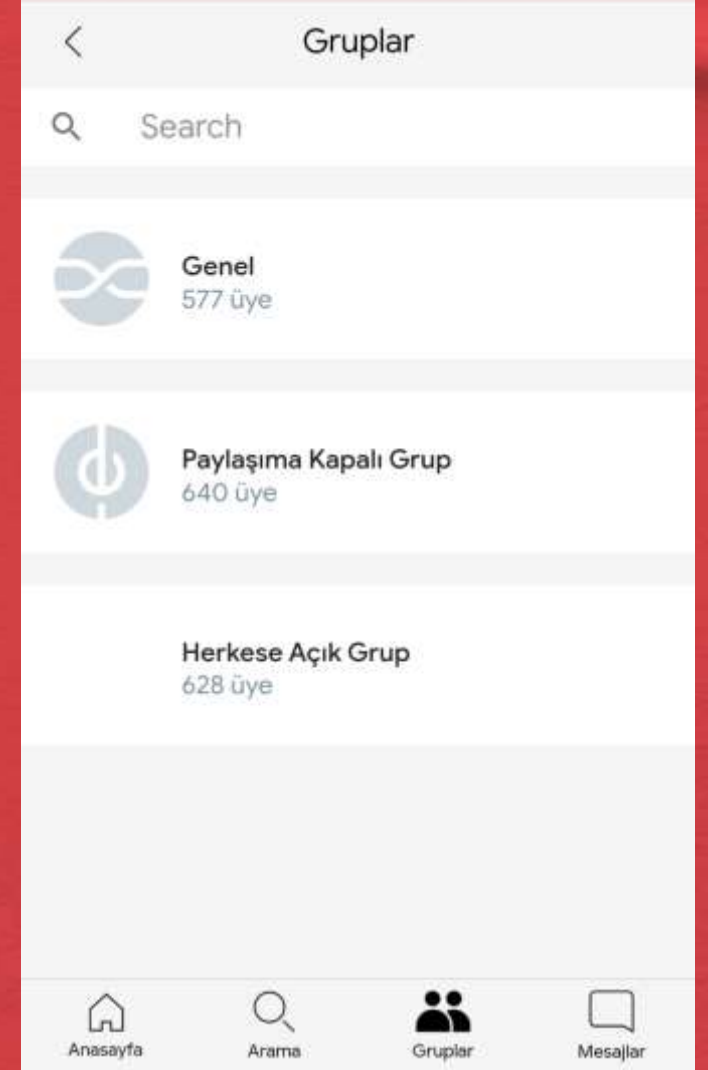 Gruplar
Search
Genel
577 üye
Paylaşıma Kapalı Grup
640 üye
Herkese Açık Grup
628 üye
Anasayfa
Arama
Gruplar
Mesajlar